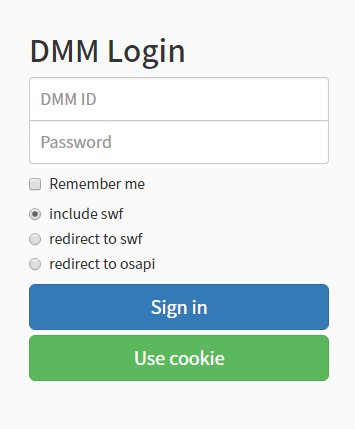 DMM Login
DMM ID
Password
Remember me
include swf
redirect to swf
redirect to osapi
Sign in
Use cookie